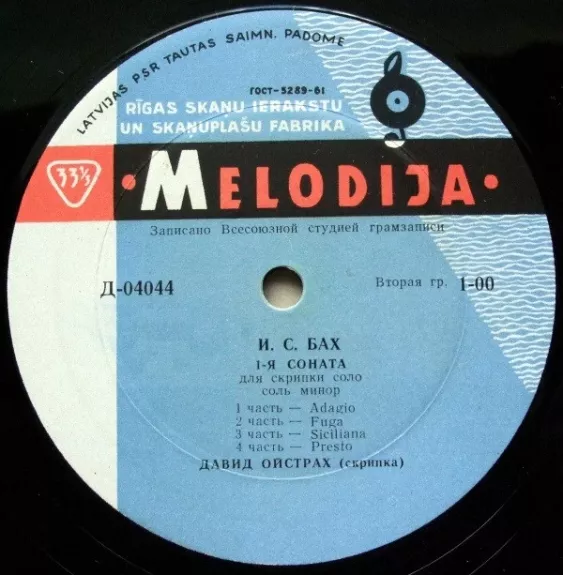 LATVIJAS PSR TAUTAS SAIMN. PADOME
ГОСТ-5289-61
RĪGAS SKAŅU IERAKSTU
UN SKAŅUPLAŠU FABRIKA
33⅓
·MELODIJA·
Записано Всесоюзной студией грамзаписи
Д-04044
Вторая гр. 1-00
И. С. БАХ
1-Я СОНАТА
для скрипки соло
соль минор
1 часть — Adagio
2 часть — Fuga
3 часть — Siciliana
4 часть — Presto
ДАВИД ОЙСТРАХ (скрипка)